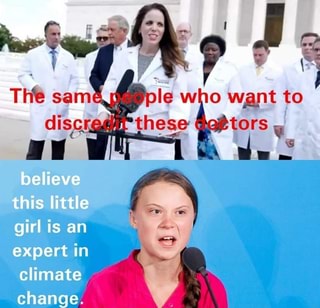 The same people who want to
discredit these doctors
believe
this little
girl is an
expert in
climate
change.